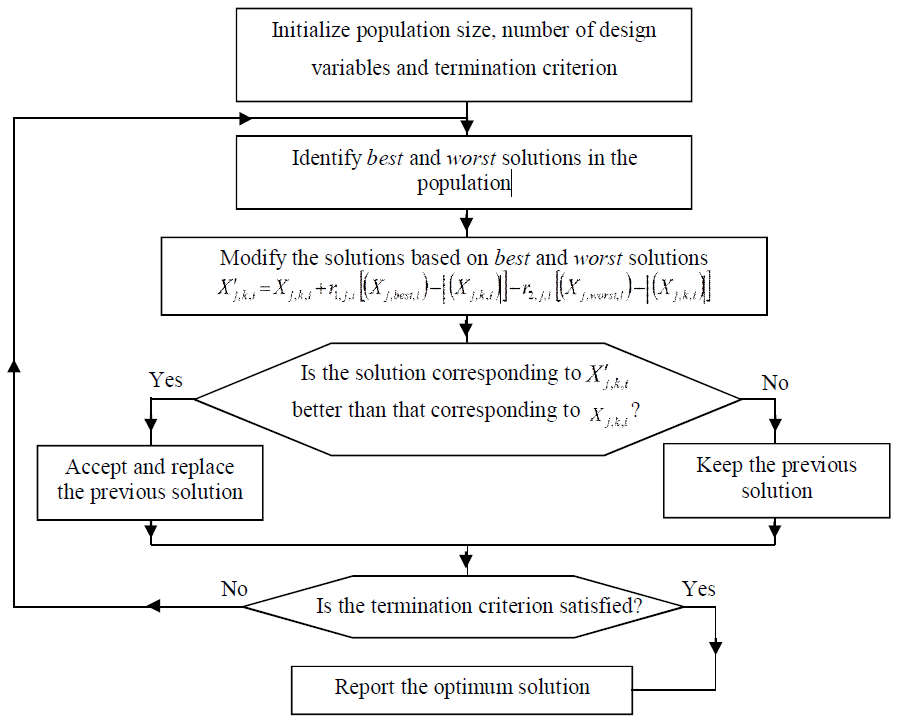 Initialize population size, number of design
variables and termination criterion
Identify best and worst solutions in the
population
Modify the solutions based on best and worst solutions
X′j,k,i = Xj,k,i + r1,j,i [(Xj,best,i) − |(Xj,k,i)|] − r2,j,i [(Xj,worst,i) − |(Xj,k,i)|]
Is the solution corresponding to X′j,k,i
better than that corresponding to Xj,k,i?
Yes
No
Accept and replace
the previous solution
Keep the previous
solution
Is the termination criterion satisfied?
No
Yes
Report the optimum solution